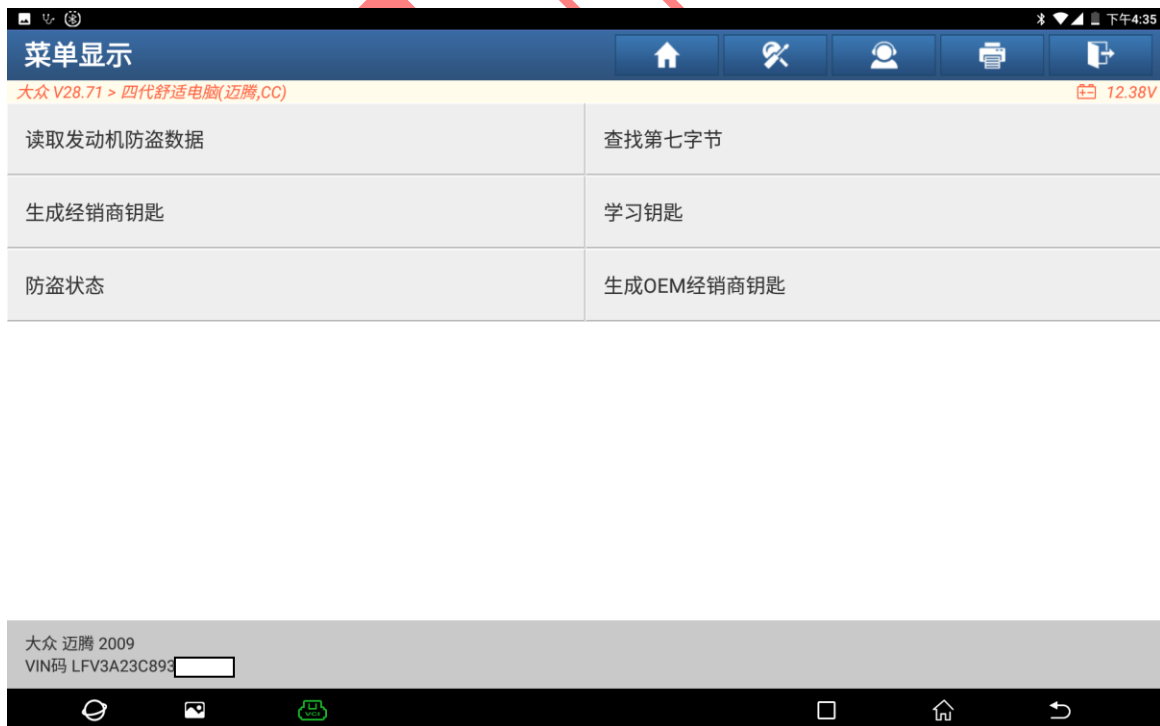 下午4:35
菜单显示
大众 V28.71 > 四代舒适电脑(迈腾,CC)
12.38V
读取发动机防盗数据
查找第七字节
生成经销商钥匙
学习钥匙
防盗状态
生成OEM经销商钥匙
大众 迈腾 2009
VIN码 LFV3A23C893
VCI